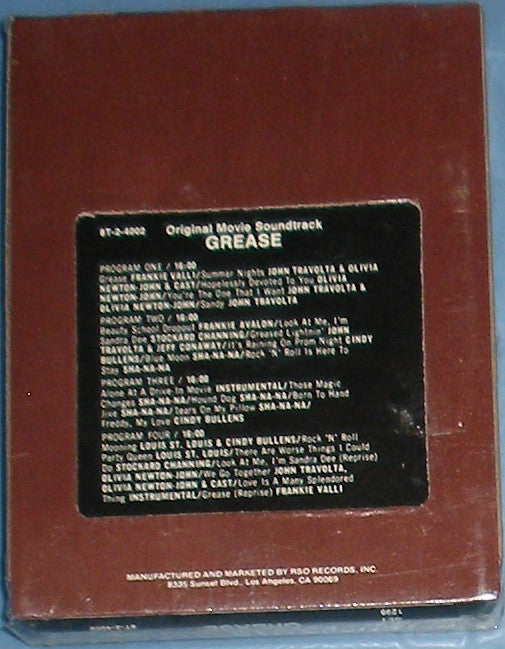 8T-2-4002 Original Movie Soundtrack
GREASE
PROGRAM ONE / 16:00
Grease FRANKIE VALLI/Summer Nights JOHN TRAVOLTA & OLIVIA
NEWTON-JOHN & CAST/Hopelessly Devoted To You OLIVIA
NEWTON-JOHN/You're The One That I Want JOHN TRAVOLTA &
OLIVIA NEWTON-JOHN/Sandy JOHN TRAVOLTA
PROGRAM TWO / 16:00
Beauty School Dropout FRANKIE AVALON/Look At Me, I'm
Sandra Dee STOCKARD CHANNING/Greased Lightnin' JOHN
TRAVOLTA & JEFF CONAWAY/It's Raining On Prom Night CINDY
BULLENS/Blue Moon SHA-NA-NA/Rock 'N' Roll Is Here To
Stay SHA-NA-NA
PROGRAM THREE / 16:00
Alone At A Drive-In Movie INSTRUMENTAL/Those Magic
Changes SHA-NA-NA/Hound Dog SHA-NA-NA/Born To Hand
Jive SHA-NA-NA/Tears On My Pillow SHA-NA-NA/
Freddy, My Love CINDY BULLENS
PROGRAM FOUR / 16:00
Mooning LOUIS ST. LOUIS & CINDY BULLENS/Rock 'N' Roll
Party Queen LOUIS ST. LOUIS/There Are Worse Things I Could
Do STOCKARD CHANNING/Look At Me, I'm Sandra Dee (Reprise)
OLIVIA NEWTON-JOHN/We Go Together JOHN TRAVOLTA,
OLIVIA NEWTON-JOHN & CAST/Love Is A Many Splendored
Thing INSTRUMENTAL/Grease (Reprise) FRANKIE VALLI
MANUFACTURED AND MARKETED BY RSO RECORDS, INC.
8335 Sunset Blvd., Los Angeles, CA 90069